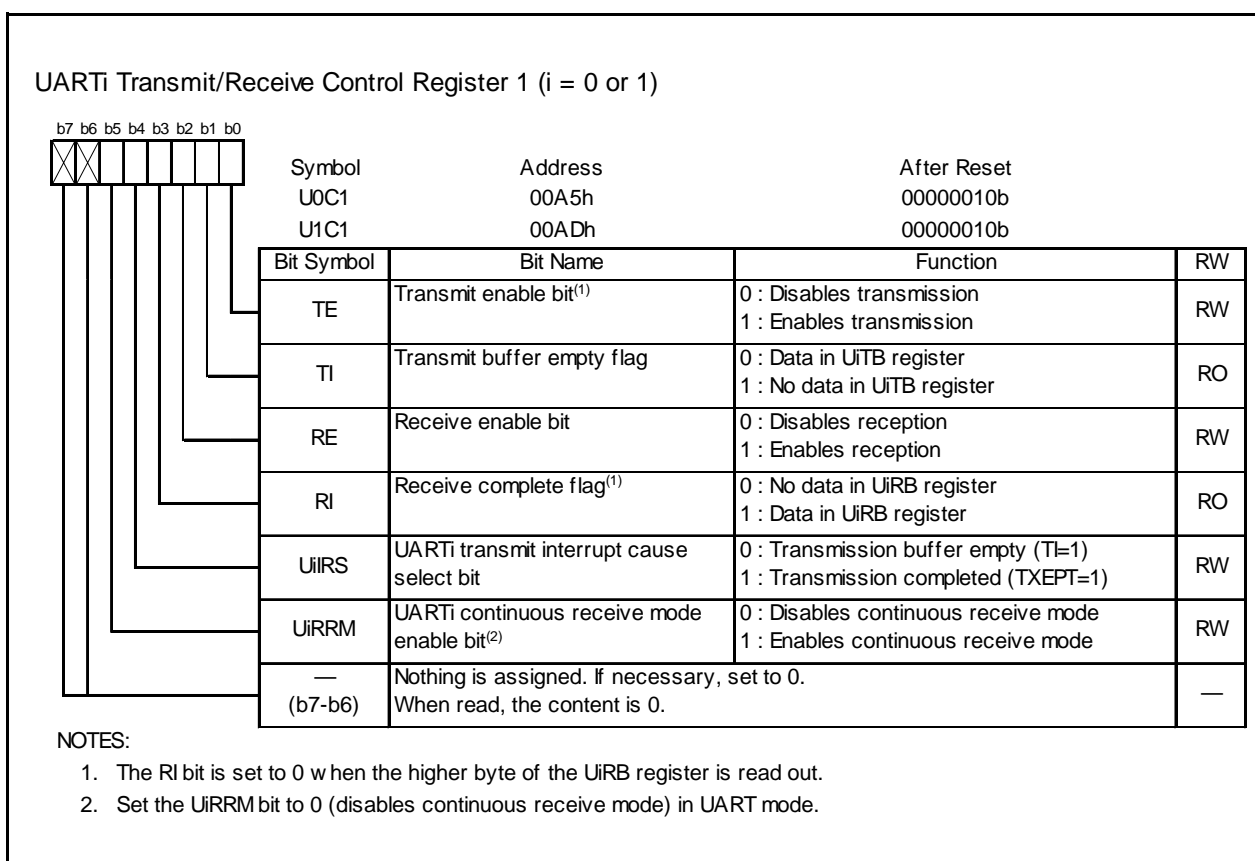 UARTi Transmit/Receive Control Register 1 (i = 0 or 1)
b7 b6 b5 b4 b3 b2 b1 b0
Symbol Address After Reset
U0C1 00A5h 00000010b
U1C1 00ADh 00000010b
Bit Symbol Bit Name Function RW
TE Transmit enable bit(1) 0 : Disables transmission RW
1 : Enables transmission
TI Transmit buffer empty flag 0 : Data in UiTB register RO
1 : No data in UiTB register
RE Receive enable bit 0 : Disables reception RW
1 : Enables reception
RI Receive complete flag(1) 0 : No data in UiRB register RO
1 : Data in UiRB register
UiIRS UARTi transmit interrupt cause 0 : Transmission buffer empty (TI=1) RW
select bit 1 : Transmission completed (TXEPT=1)
UiRRM UARTi continuous receive mode 0 : Disables continuous receive mode RW
enable bit(2) 1 : Enables continuous receive mode
— Nothing is assigned. If necessary, set to 0. —
(b7-b6) When read, the content is 0.
NOTES:
1. The RI bit is set to 0 when the higher byte of the UiRB register is read out.
2. Set the UiRRM bit to 0 (disables continuous receive mode) in UART mode.